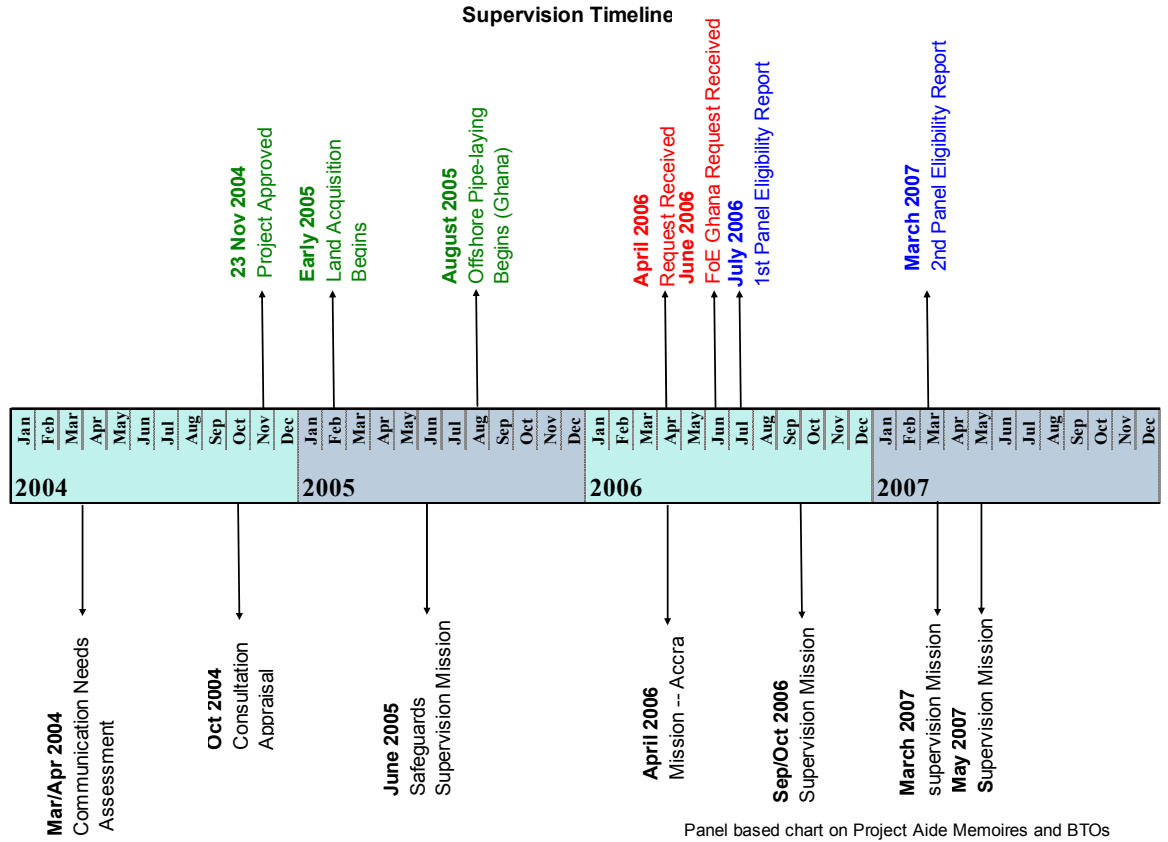 Supervision Timeline
23 Nov 2004
Project Approved
Early 2005
Land Acquisition
Begins
August 2005
Offshore Pipe-laying
Begins (Ghana)
April 2006
Request Received
June 2006
FoE Ghana Request Received
July 2006
1st Panel Eligibility Report
March 2007
2nd Panel Eligibility Report
Jan Feb Mar Apr May Jun Jul Aug Sep Oct Nov Dec
2004
Jan Feb Mar Apr May Jun Jul Aug Sep Oct Nov Dec
2005
Jan Feb Mar Apr May Jun Jul Aug Sep Oct Nov Dec
2006
Jan Feb Mar Apr May Jun Jul Aug Sep Oct Nov Dec
2007
Mar/Apr 2004
Communication Needs
Assessment
Oct 2004
Consultation
Appraisal
June 2005
Safeguards
Supervision Mission
April 2006
Mission -- Accra
Sep/Oct 2006
Supervision Mission
March 2007
supervision Mission
May 2007
Supervision Mission
Panel based chart on Project Aide Memoires and BTOs